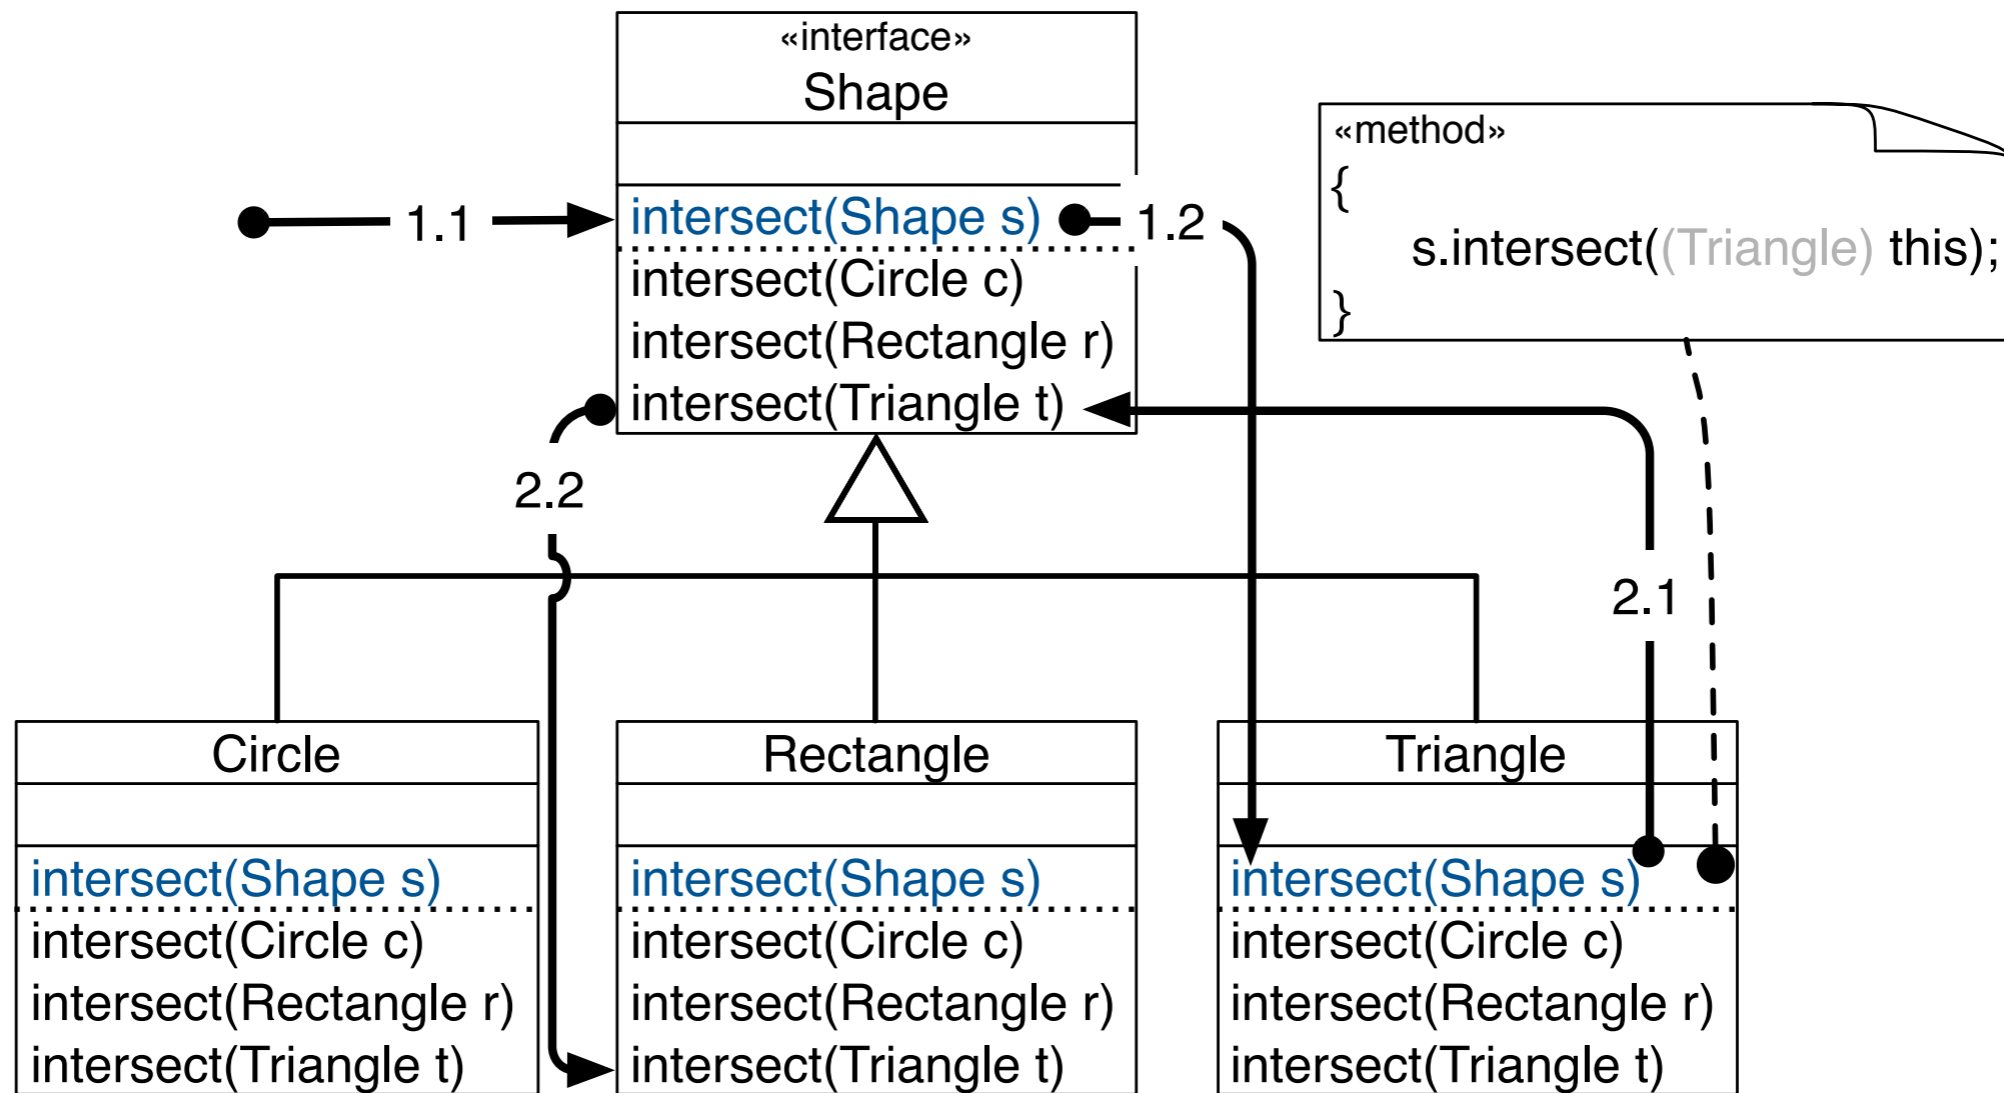 «interface»
Shape
intersect(Shape s)
intersect(Circle c)
intersect(Rectangle r)
intersect(Triangle t)
1.1
1.2
«method»
{
s.intersect((Triangle) this);
}
2.2
2.1
Circle
intersect(Shape s)
intersect(Circle c)
intersect(Rectangle r)
intersect(Triangle t)
Rectangle
intersect(Shape s)
intersect(Circle c)
intersect(Rectangle r)
intersect(Triangle t)
Triangle
intersect(Shape s)
intersect(Circle c)
intersect(Rectangle r)
intersect(Triangle t)